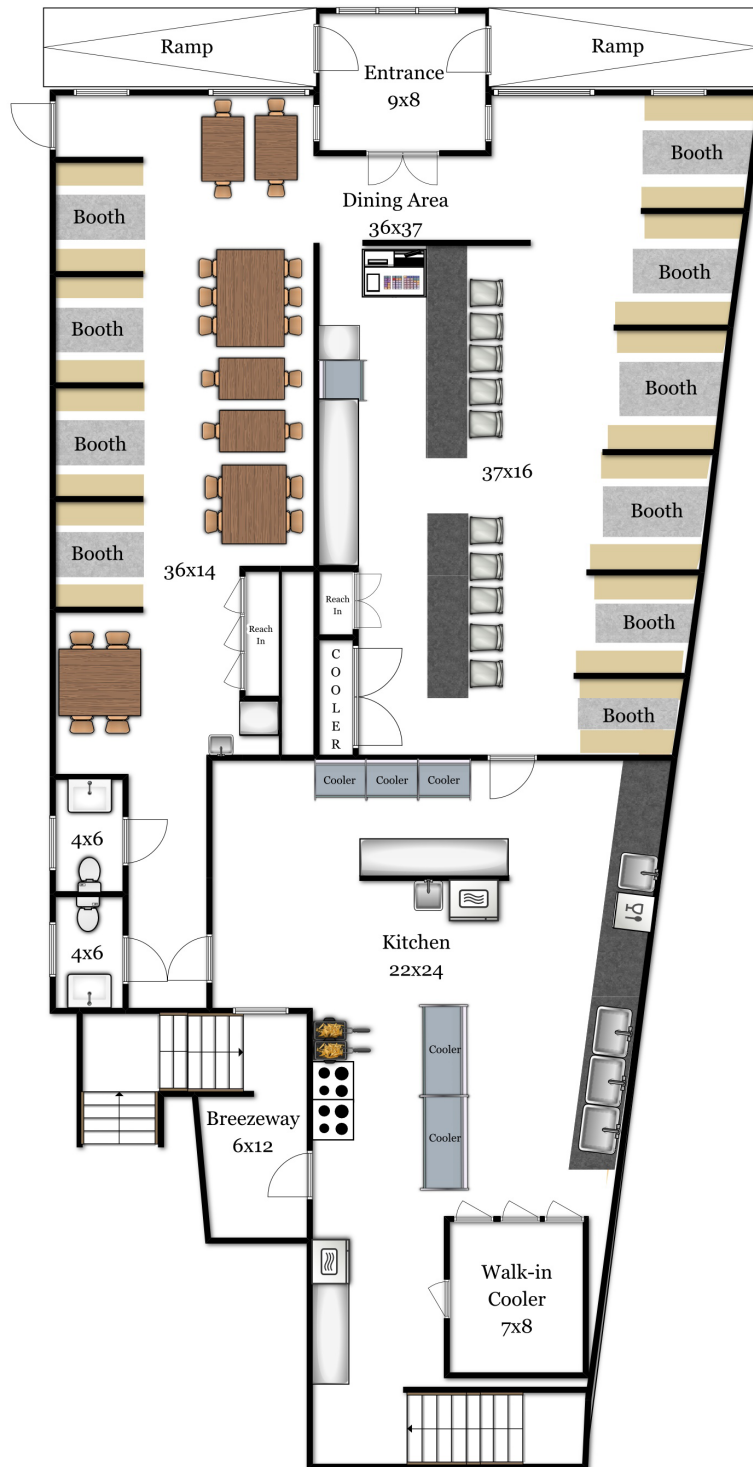 Ramp
Entrance
9x8
Ramp
Dining Area
36x37
Booth
Booth
Booth
Booth
Booth
Booth
Booth
Booth
37x16
Booth
Booth
36x14
Reach
In
Reach
In
C
O
O
L
E
R
Cooler
Cooler
Cooler
4x6
4x6
Kitchen
22x24
Cooler
Cooler
Breezeway
6x12
Walk-in
Cooler
7x8